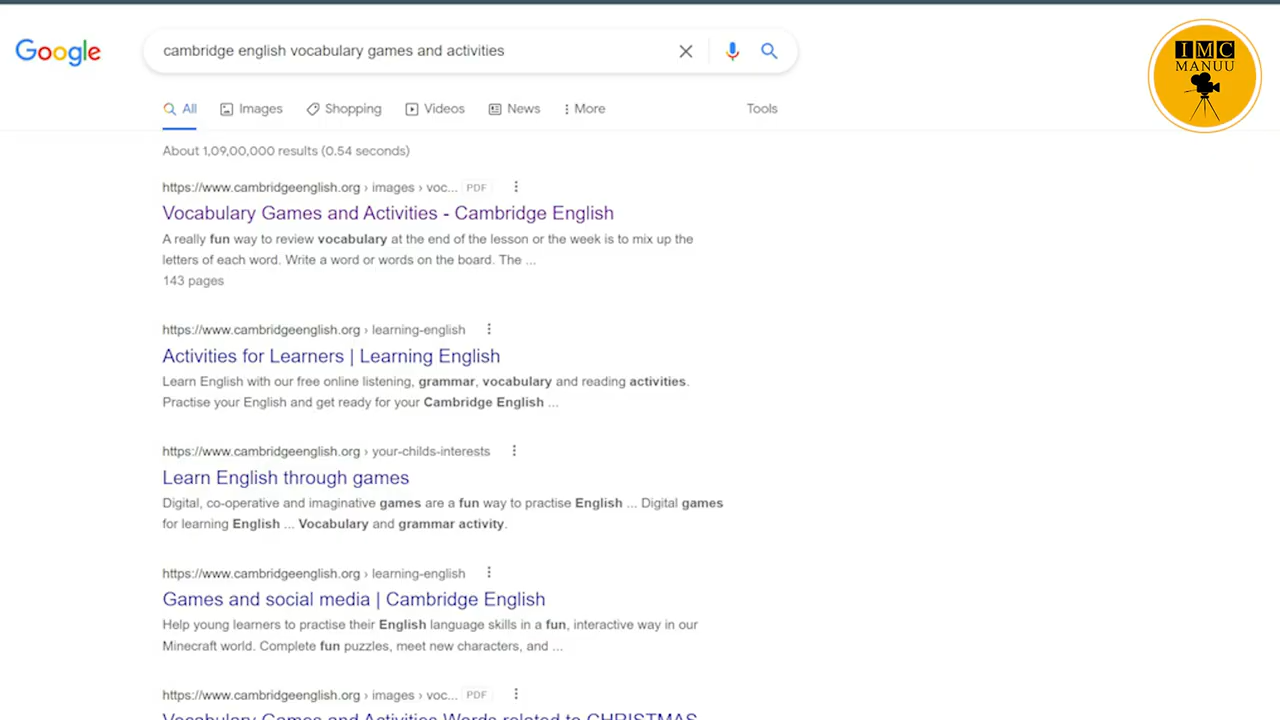 Google
cambridge english vocabulary games and activities
IMC
MANUU
All
Images
Shopping
Videos
News
More
Tools
About 1,09,00,000 results (0.54 seconds)
https://www.cambridgeenglish.org › images › voc... PDF
Vocabulary Games and Activities - Cambridge English
A really fun way to review vocabulary at the end of the lesson or the week is to mix up the
letters of each word. Write a word or words on the board. The ...
143 pages
https://www.cambridgeenglish.org › learning-english
Activities for Learners | Learning English
Learn English with our free online listening, grammar, vocabulary and reading activities.
Practise your English and get ready for your Cambridge English ...
https://www.cambridgeenglish.org › your-childs-interests
Learn English through games
Digital, co-operative and imaginative games are a fun way to practise English ... Digital games
for learning English ... Vocabulary and grammar activity.
https://www.cambridgeenglish.org › learning-english
Games and social media | Cambridge English
Help young learners to practise their English language skills in a fun, interactive way in our
Minecraft world. Complete fun puzzles, meet new characters, and ...
https://www.cambridgeenglish.org › images › voc... PDF
Vocabulary Games and Activities Words related to CHRISTMAS